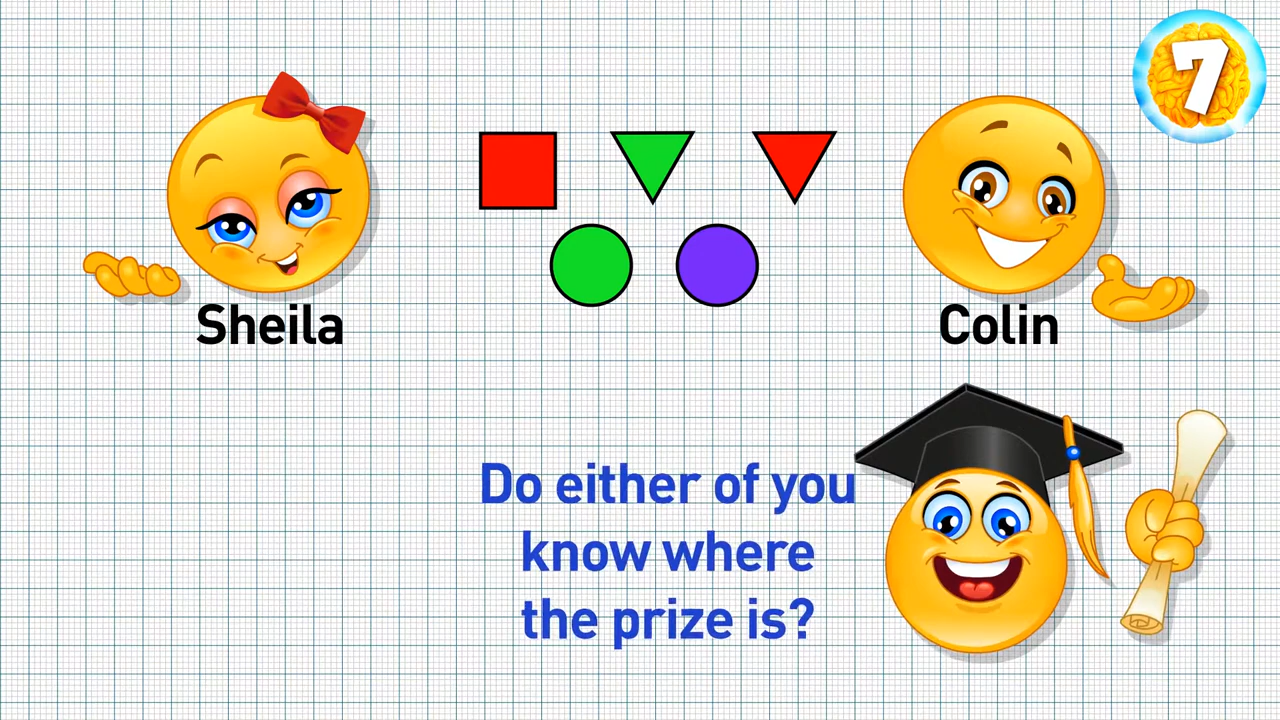 7
Sheila
Colin
Do either of you
know where
the prize is?